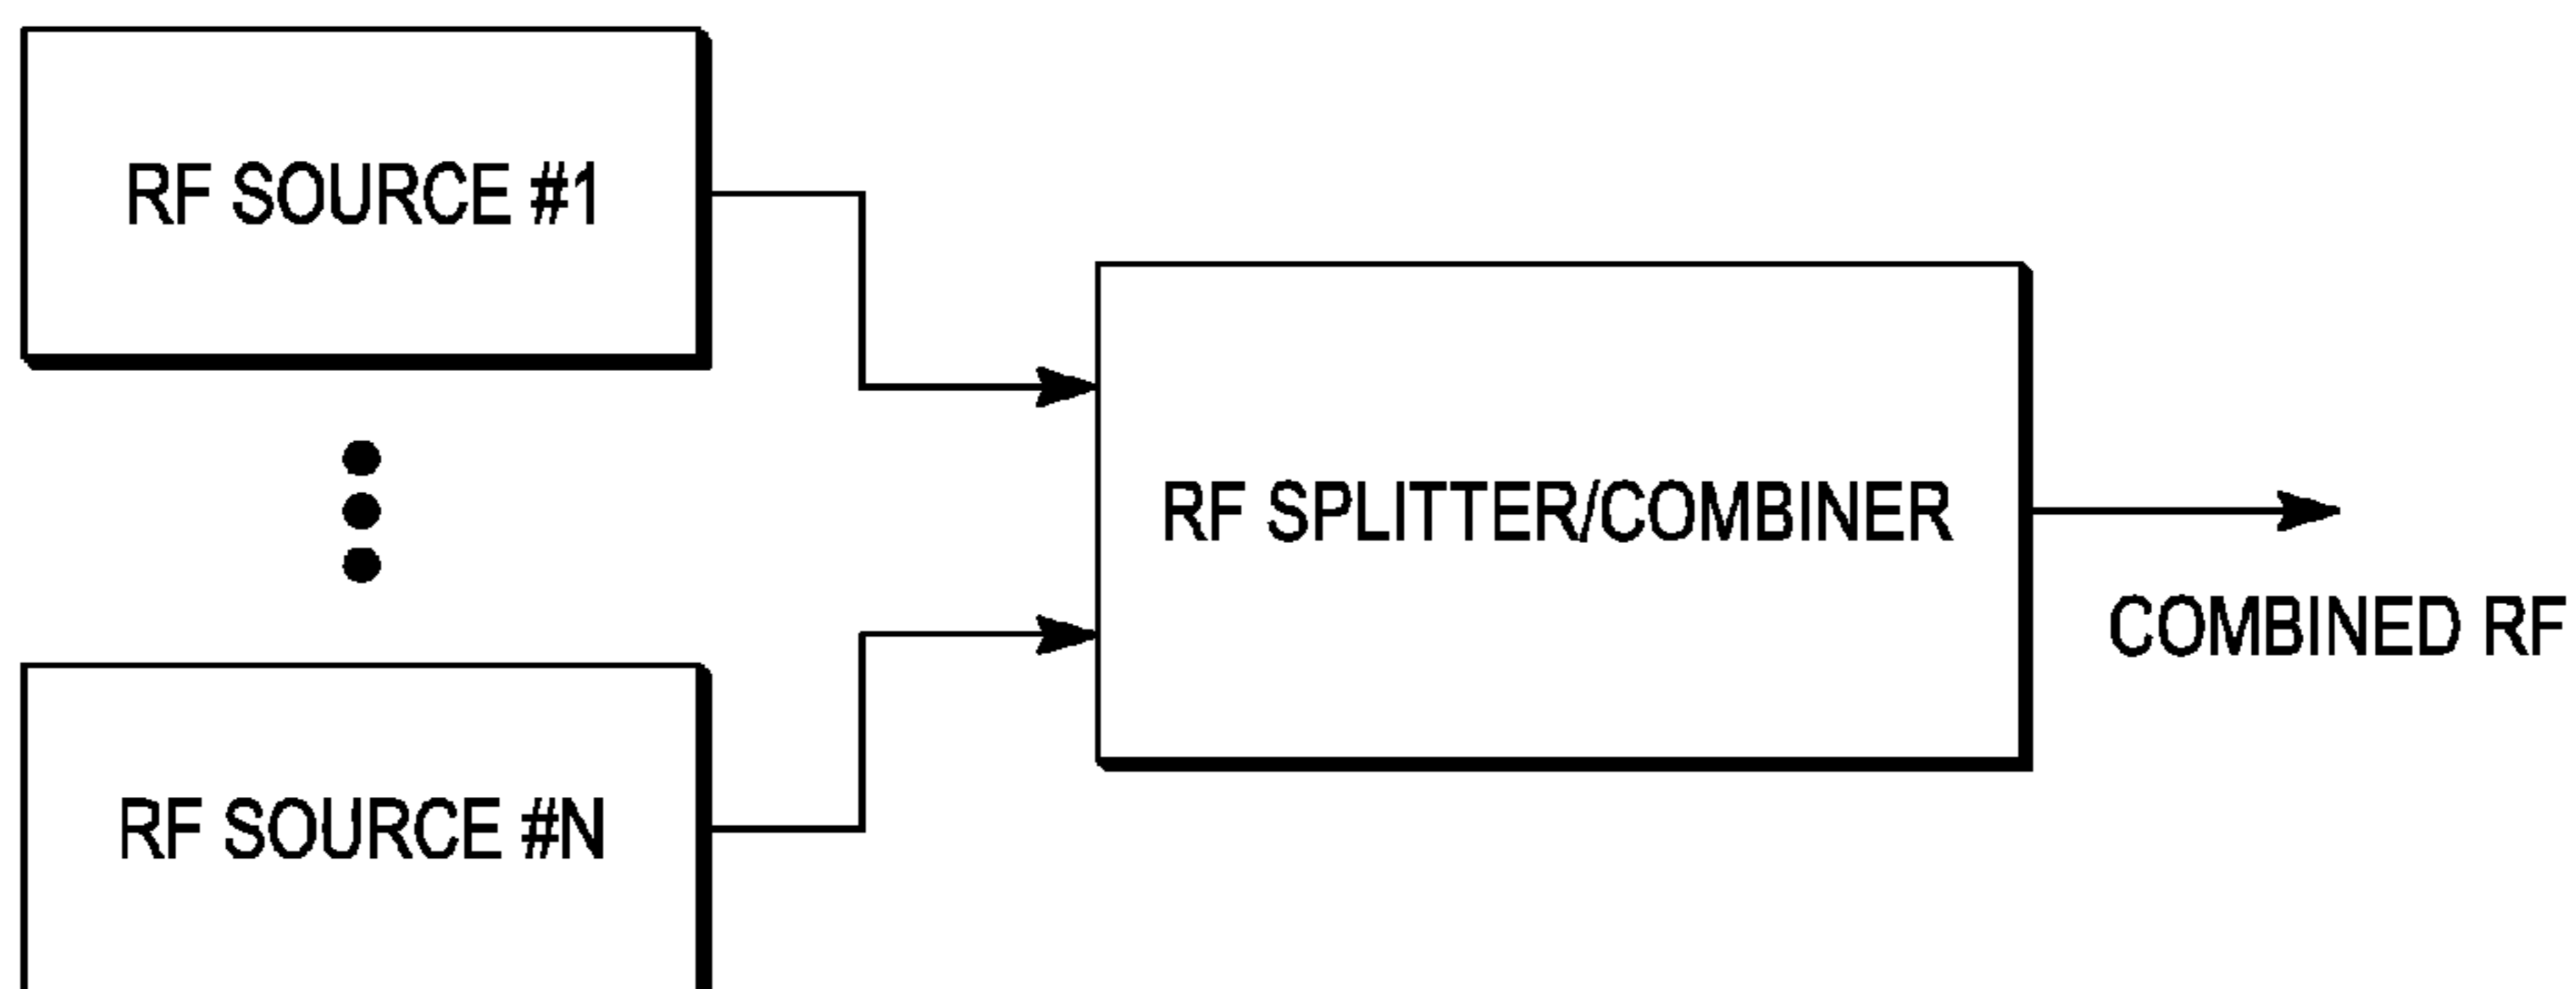 RF SOURCE #1
RF SPLITTER/COMBINER
COMBINED RF
RF SOURCE #N